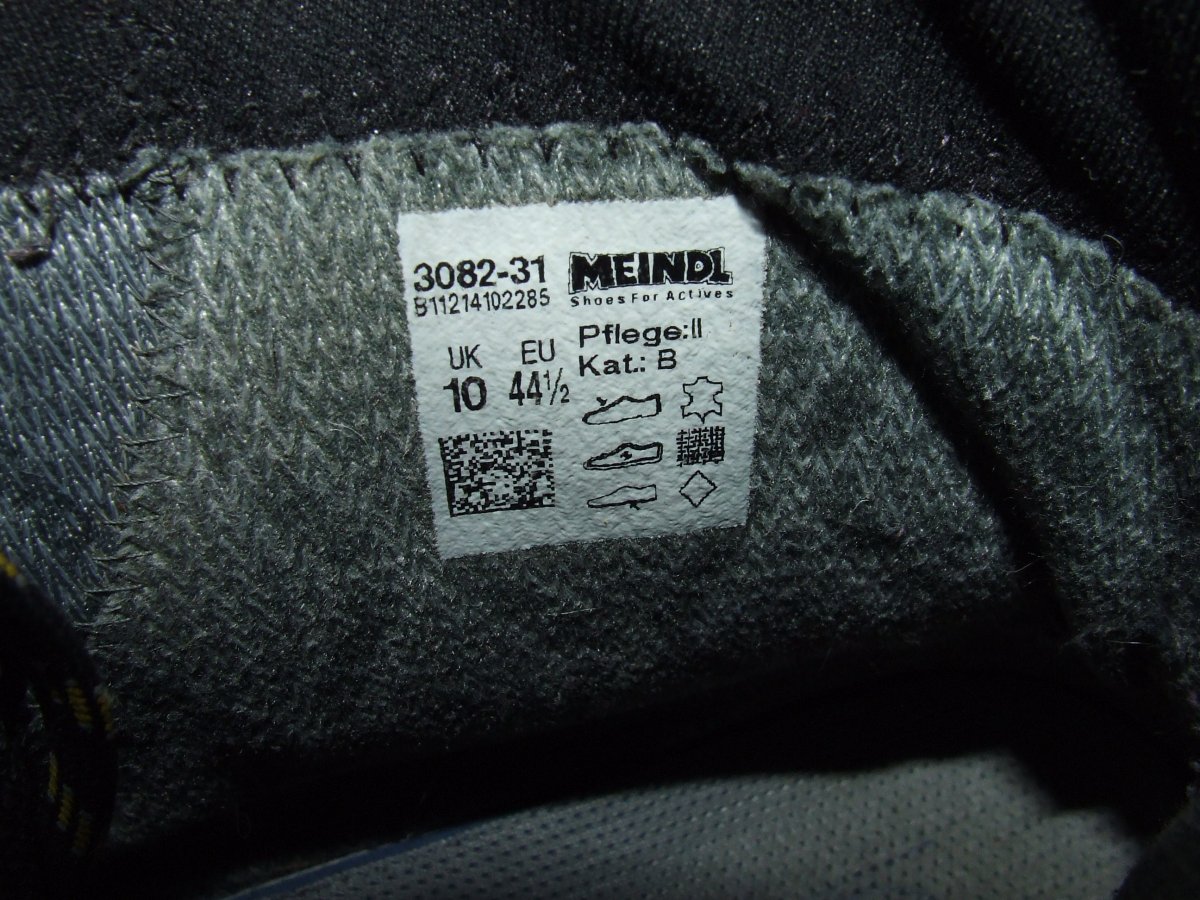 3082-31
B11214102285
MEINDL
Shoes For Actives
UK EU
10 44½
Pflege:II
Kat.: B